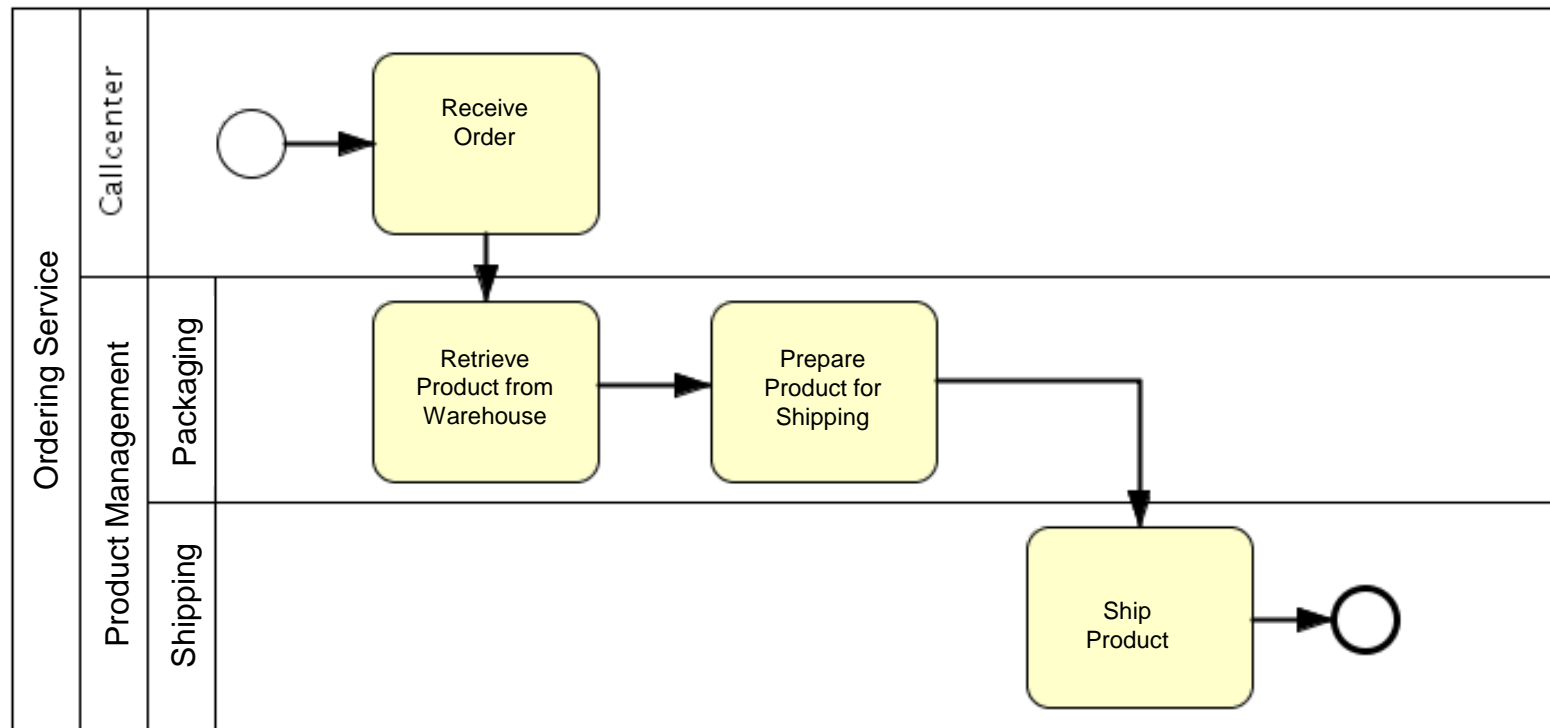 Ordering Service
Callcenter
Receive
Order
Product Management
Packaging
Retrieve
Product from
Warehouse
Prepare
Product for
Shipping
Shipping
Ship
Product